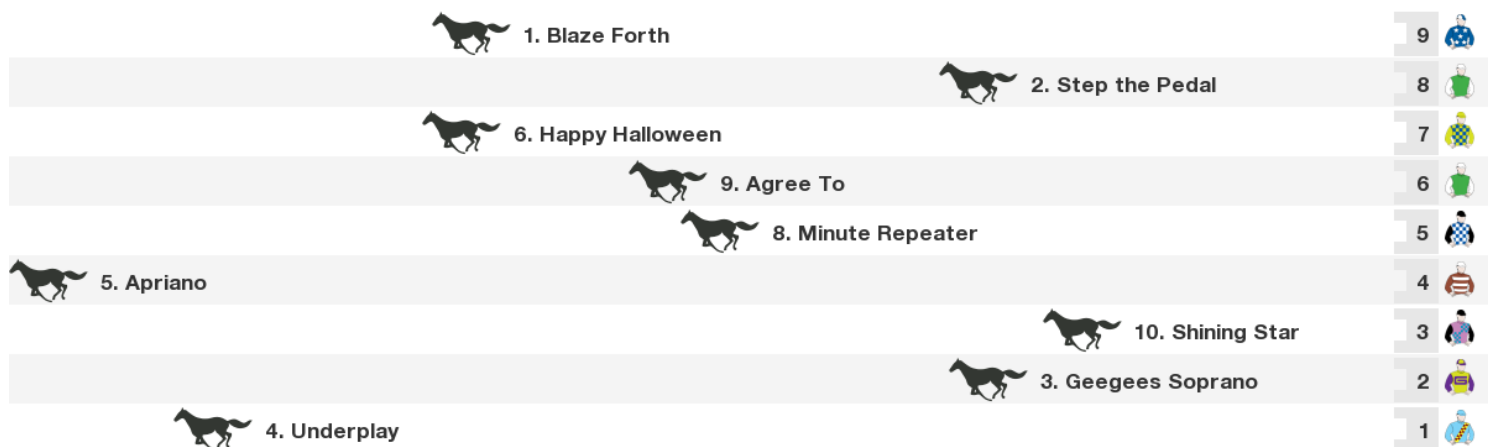 1. Blaze Forth 9
2. Step the Pedal 8
6. Happy Halloween 7
9. Agree To 6
8. Minute Repeater 5
5. Apriano 4
10. Shining Star 3
3. Geegees Soprano 2
4. Underplay 1